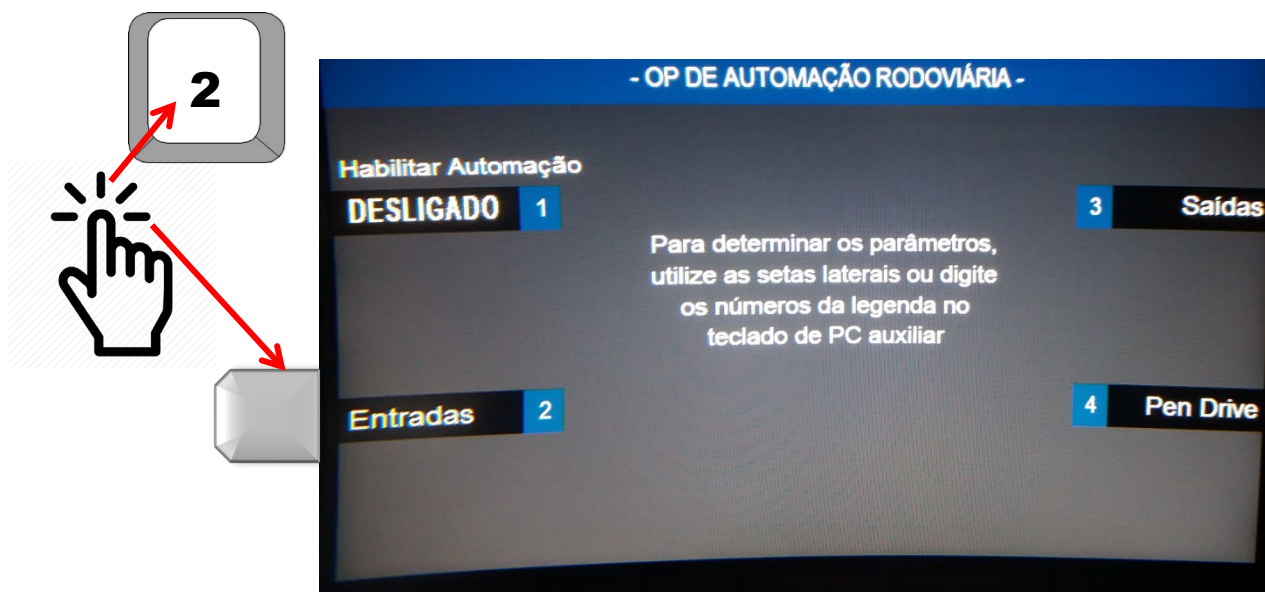 2
- OP DE AUTOMAÇÃO RODOVIÁRIA -
Habilitar Automação
DESLIGADO 1
3 Saídas
Para determinar os parâmetros,
utilize as setas laterais ou digite
os números da legenda no
teclado de PC auxiliar
Entradas 2
4 Pen Drive